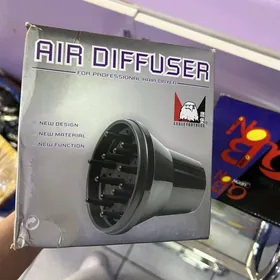 AIR DIFFUSER
FOR PROFESSIONAL HAIR DRYER
NEW DESIGN
NEW MATERIAL
NEW FUNCTION